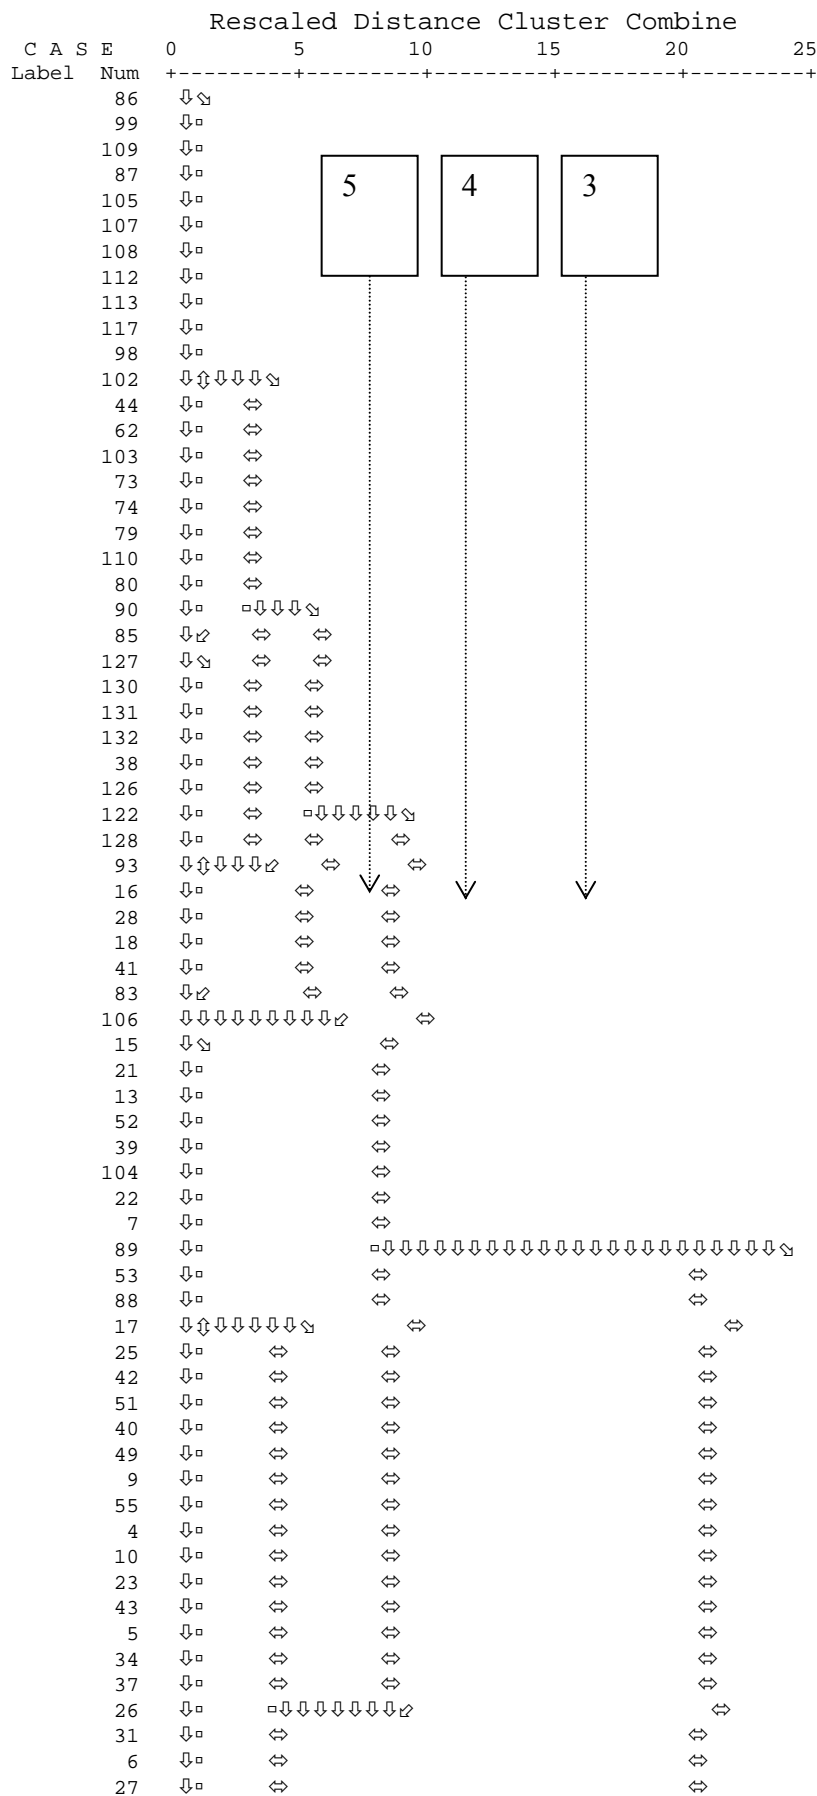 Rescaled Distance Cluster Combine
C A S E 0 5 10 15 20 25
Label Num +---------+---------+---------+---------+---------+
86 ⇩⬂
99 ⇩▫
109 ⇩▫
87 ⇩▫ 5 4 3
105 ⇩▫
107 ⇩▫
108 ⇩▫
112 ⇩▫
113 ⇩▫
117 ⇩▫
98 ⇩▫
102 ⇩⇳⇩⇩⇩⇩⬂
44 ⇩▫ ⬄
62 ⇩▫ ⬄
103 ⇩▫ ⬄
73 ⇩▫ ⬄
74 ⇩▫ ⬄
79 ⇩▫ ⬄
110 ⇩▫ ⬄
80 ⇩▫ ⬄
90 ⇩▫ ▫⇩⇩⇩⬂
85 ⇩⬃ ⬄ ⬄
127 ⇩⬂ ⬄ ⬄
130 ⇩▫ ⬄ ⬄
131 ⇩▫ ⬄ ⬄
132 ⇩▫ ⬄ ⬄
38 ⇩▫ ⬄ ⬄
126 ⇩▫ ⬄ ⬄
122 ⇩▫ ⬄ ▫⇩⇩⇩⇩⇩⬂
128 ⇩▫ ⬄ ⬄ ⬄
93 ⇩⇳⇩⇩⇩⇩⬃ ⬄ ⬄
16 ⇩▫ ⬄ ⬄
28 ⇩▫ ⬄ ⬄
18 ⇩▫ ⬄ ⬄
41 ⇩▫ ⬄ ⬄
83 ⇩⬃ ⬄ ⬄
106 ⇩⇩⇩⇩⇩⇩⇩⇩⇩⬃ ⬄
15 ⇩⬂ ⬄
21 ⇩▫ ⬄
13 ⇩▫ ⬄
52 ⇩▫ ⬄
39 ⇩▫ ⬄
104 ⇩▫ ⬄
22 ⇩▫ ⬄
7 ⇩▫ ⬄
89 ⇩▫ ▫⇩⇩⇩⇩⇩⇩⇩⇩⇩⇩⇩⇩⇩⇩⇩⇩⇩⇩⇩⇩⇩⇩⇩⬂
53 ⇩▫ ⬄ ⬄
88 ⇩▫ ⬄ ⬄
17 ⇩⇳⇩⇩⇩⇩⇩⬂ ⬄ ⬄
25 ⇩▫ ⬄ ⬄ ⬄
42 ⇩▫ ⬄ ⬄ ⬄
51 ⇩▫ ⬄ ⬄ ⬄
40 ⇩▫ ⬄ ⬄ ⬄
49 ⇩▫ ⬄ ⬄ ⬄
9 ⇩▫ ⬄ ⬄ ⬄
55 ⇩▫ ⬄ ⬄ ⬄
4 ⇩▫ ⬄ ⬄ ⬄
10 ⇩▫ ⬄ ⬄ ⬄
23 ⇩▫ ⬄ ⬄ ⬄
43 ⇩▫ ⬄ ⬄ ⬄
5 ⇩▫ ⬄ ⬄ ⬄
34 ⇩▫ ⬄ ⬄ ⬄
37 ⇩▫ ⬄ ⬄ ⬄
26 ⇩▫ ▫⇩⇩⇩⇩⇩⇩⇩⬃ ⬄
31 ⇩▫ ⬄ ⬄
6 ⇩▫ ⬄ ⬄
27 ⇩▫ ⬄ ⬄